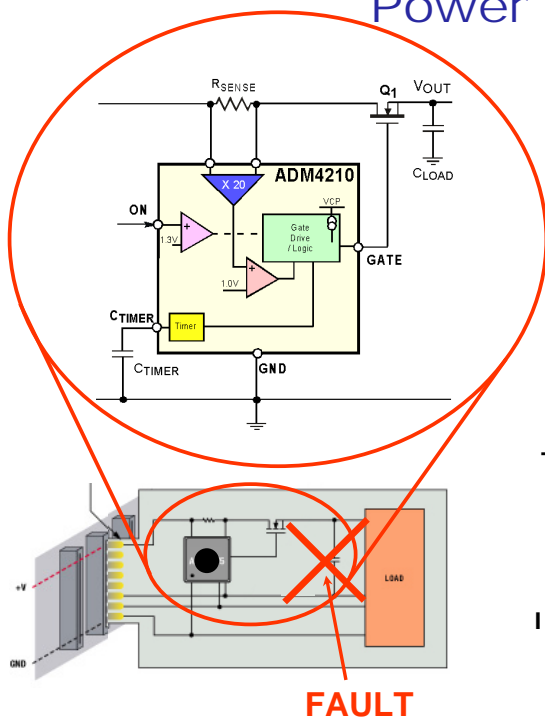 Power
RSENSE
Q1
VOUT
CLOAD
ADM4210
X 20
VCP
ON
+
1.3V
Gate
Drive
/ Logic
GATE
+
1.0V
CTIMER
Timer
CTIMER
GND
+V
LOAD
GND
I
FAULT